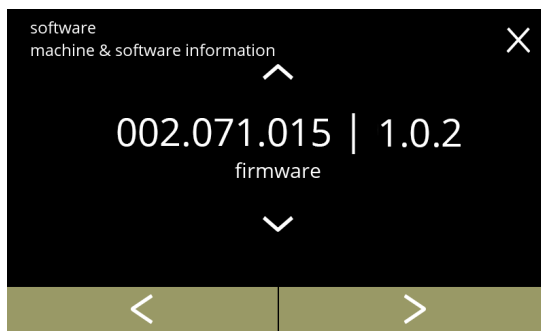 software
machine & software information
002.071.015 | 1.0.2
firmware